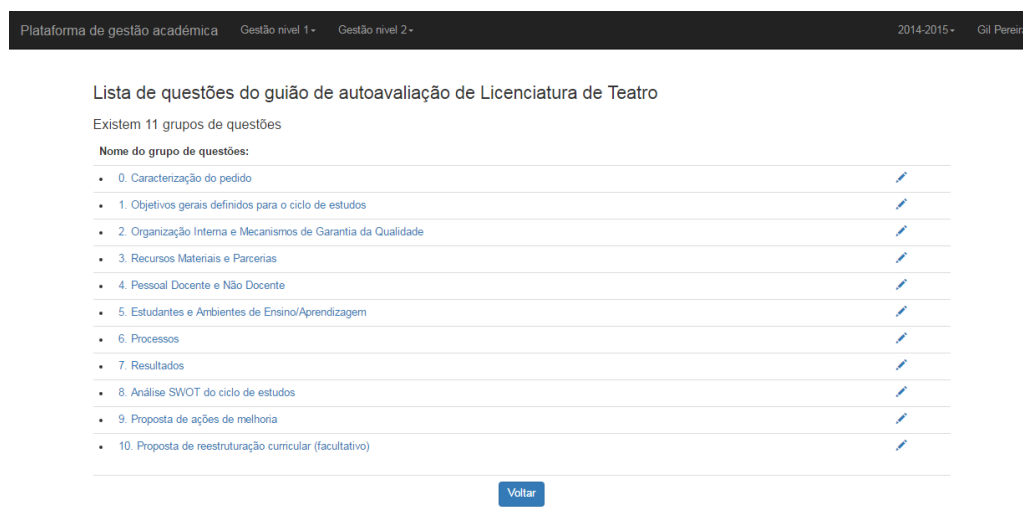 Plataforma de gestão académica Gestão nivel 1 Gestão nivel 2 2014-2015 Gil Pereira
Lista de questões do guião de autoavaliação de Licenciatura de Teatro
Existem 11 grupos de questões
Nome do grupo de questões:
0. Caracterização do pedido
1. Objetivos gerais definidos para o ciclo de estudos
2. Organização Interna e Mecanismos de Garantia da Qualidade
3. Recursos Materiais e Parcerias
4. Pessoal Docente e Não Docente
5. Estudantes e Ambientes de Ensino/Aprendizagem
6. Processos
7. Resultados
8. Análise SWOT do ciclo de estudos
9. Proposta de ações de melhoria
10. Proposta de reestruturação curricular (facultativo)
Voltar